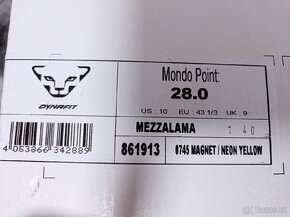 Mondo Point:
28.0
US : 10 EU : 43 1/3 UK : 9
DYNAFIT
MEZZALAMA
861913 0745 MAGNET / NEON YELLOW
4 053866 342889